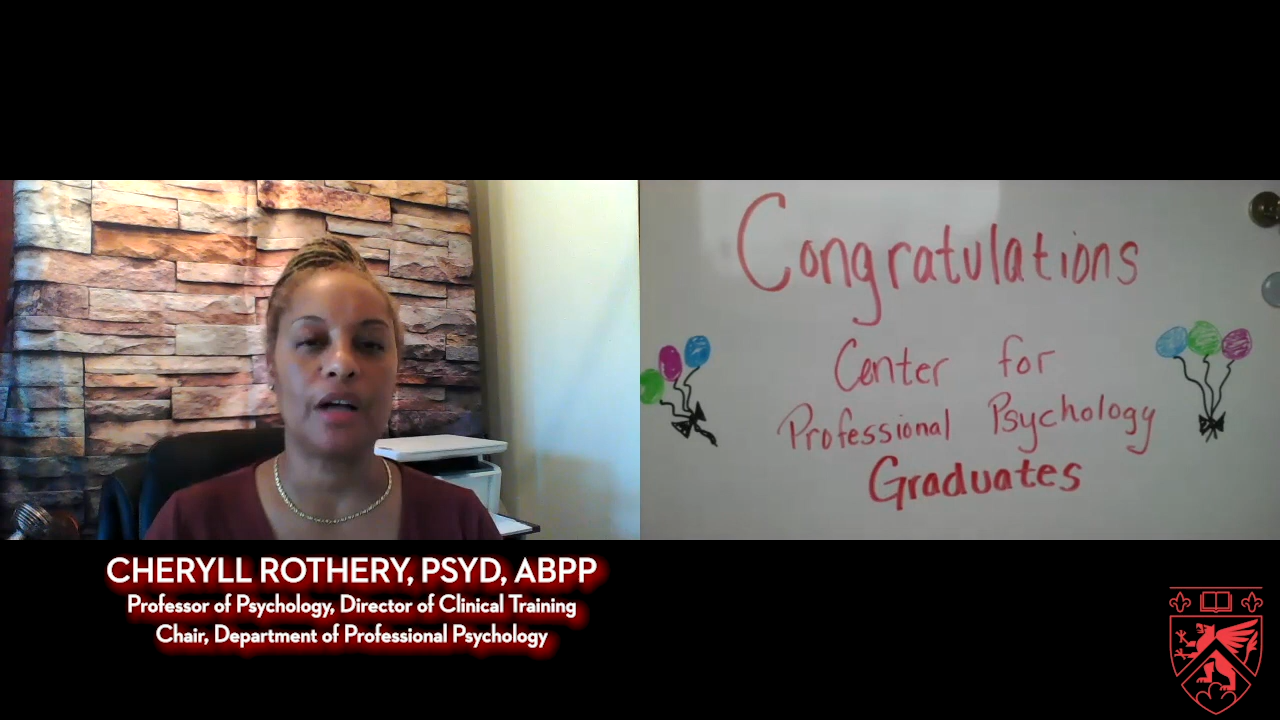 Congratulations
Center for
Professional Psychology
Graduates
CHERYLL ROTHERY, PSYD, ABPP
Professor of Psychology, Director of Clinical Training
Chair, Department of Professional Psychology